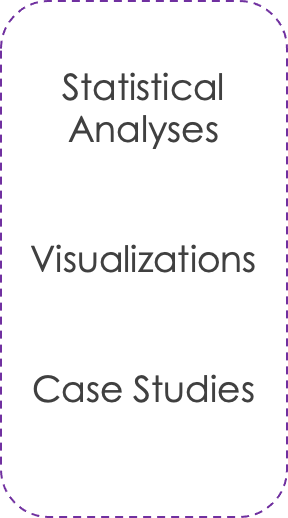 Statistical
Analyses
Visualizations
Case Studies